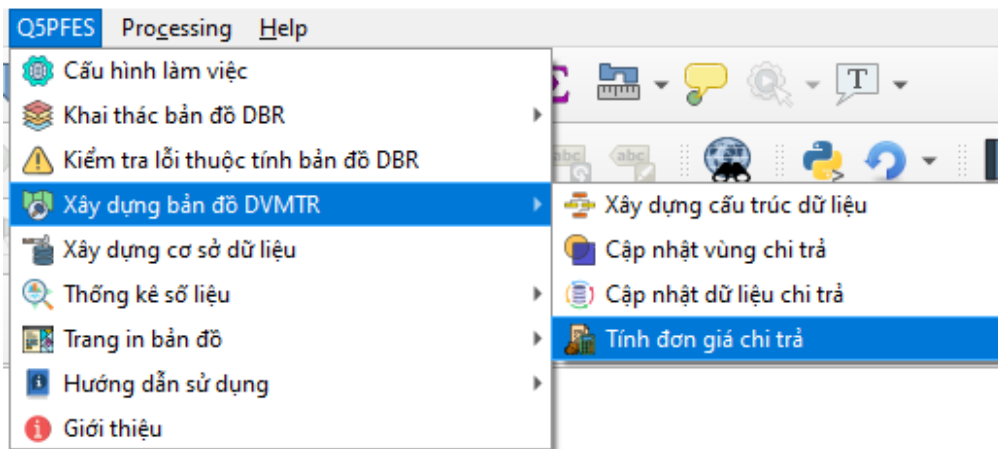 Q5PFES Processing Help
Cấu hình làm việc
Khai thác bản đồ DBR
Kiểm tra lỗi thuộc tính bản đồ DBR
Xây dựng bản đồ DVMTR
Xây dựng cơ sở dữ liệu
Thống kê số liệu
Trang in bản đồ
Hướng dẫn sử dụng
Giới thiệu
T
abc abc
Xây dựng cấu trúc dữ liệu
Cập nhật vùng chi trả
Cập nhật dữ liệu chi trả
Tính đơn giá chi trả